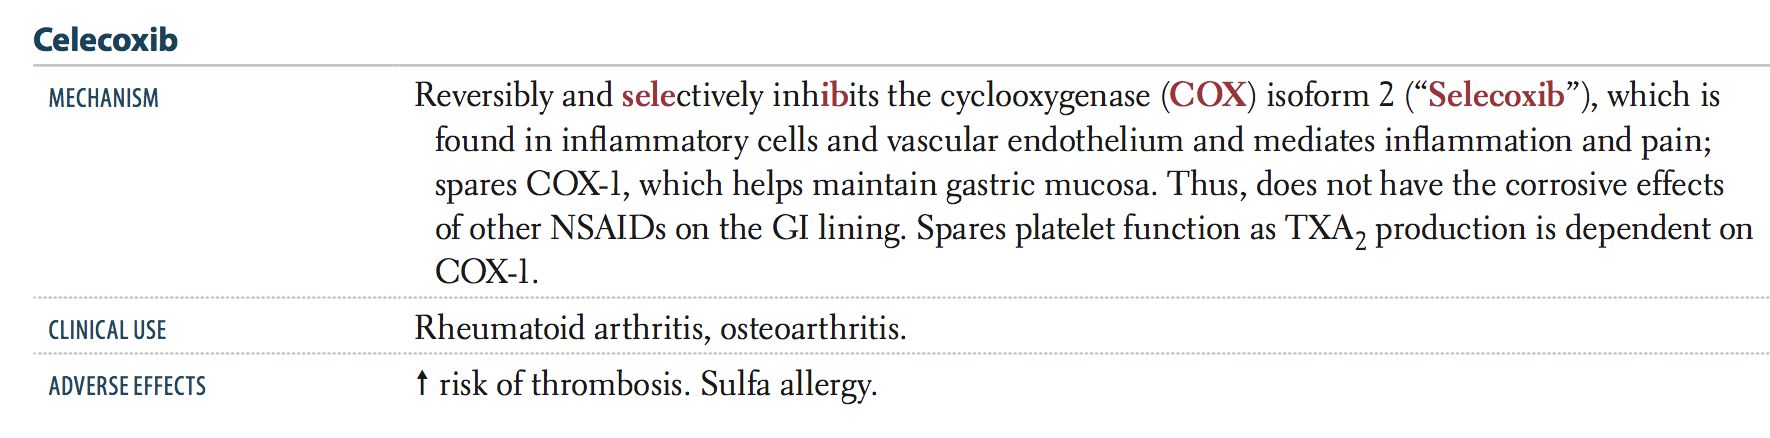 Celecoxib
MECHANISM
Reversibly and selectively inhibits the cyclooxygenase (COX) isoform 2 (“Selecoxib”), which is
found in inflammatory cells and vascular endothelium and mediates inflammation and pain;
spares COX-1, which helps maintain gastric mucosa. Thus, does not have the corrosive effects
of other NSAIDs on the GI lining. Spares platelet function as TXA₂ production is dependent on
COX-1.
CLINICAL USE
Rheumatoid arthritis, osteoarthritis.
ADVERSE EFFECTS
↑ risk of thrombosis. Sulfa allergy.